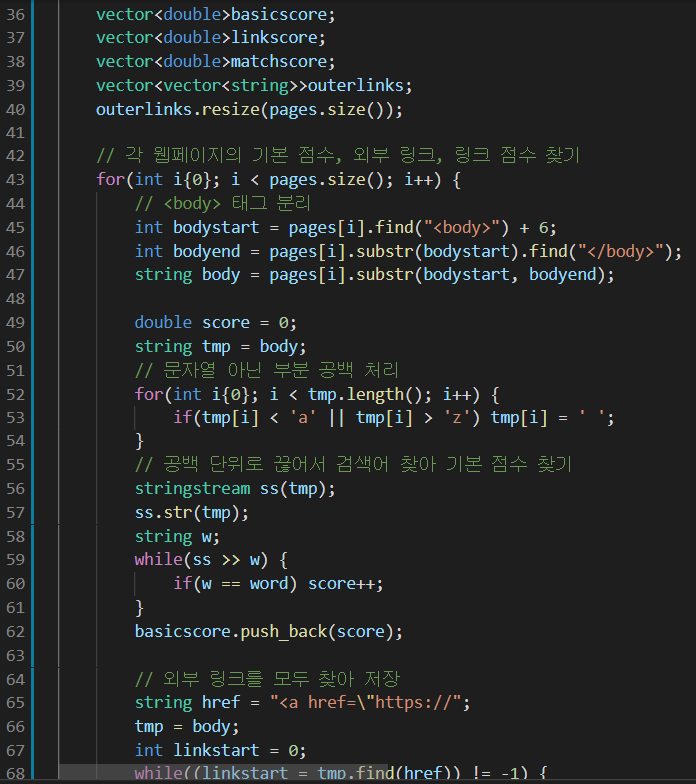 36 vector<double>basicscore;
37 vector<double>linkscore;
38 vector<double>matchscore;
39 vector<vector<string>>outerlinks;
40 outerlinks.resize(pages.size());
41
42 // 각 웹페이지의 기본 점수, 외부 링크, 링크 점수 찾기
43 for(int i{0}; i < pages.size(); i++) {
44 // <body> 태그 분리
45 int bodystart = pages[i].find("<body>") + 6;
46 int bodyend = pages[i].substr(bodystart).find("</body>");
47 string body = pages[i].substr(bodystart, bodyend);
48
49 double score = 0;
50 string tmp = body;
51 // 문자열 아닌 부분 공백 처리
52 for(int i{0}; i < tmp.length(); i++) {
53 if(tmp[i] < 'a' || tmp[i] > 'z') tmp[i] = ' ';
54 }
55 // 공백 단위로 끊어서 검색어 찾아 기본 점수 찾기
56 stringstream ss(tmp);
57 ss.str(tmp);
58 string w;
59 while(ss >> w) {
60 if(w == word) score++;
61 }
62 basicscore.push_back(score);
63
64 // 외부 링크를 모두 찾아 저장
65 string href = "<a href=\"https://";
66 tmp = body;
67 int linkstart = 0;
68 while((linkstart = tmp.find(href)) != -1) {